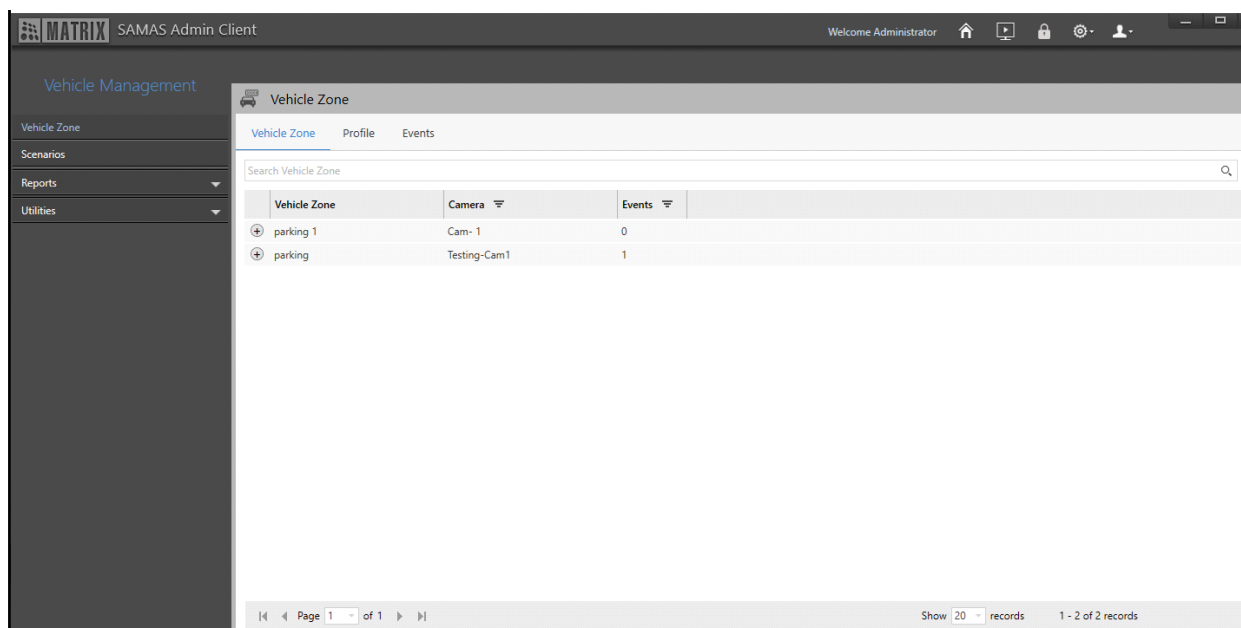 MATRIX SAMAS Admin Client Welcome Administrator
Vehicle Management
Vehicle Zone
Scenarios
Reports
Utilities
Vehicle Zone
Vehicle Zone Profile Events
Search Vehicle Zone
Vehicle Zone Camera Events
parking 1 Cam- 1 0
parking Testing-Cam1 1
Page 1 of 1 Show 20 records 1 - 2 of 2 records